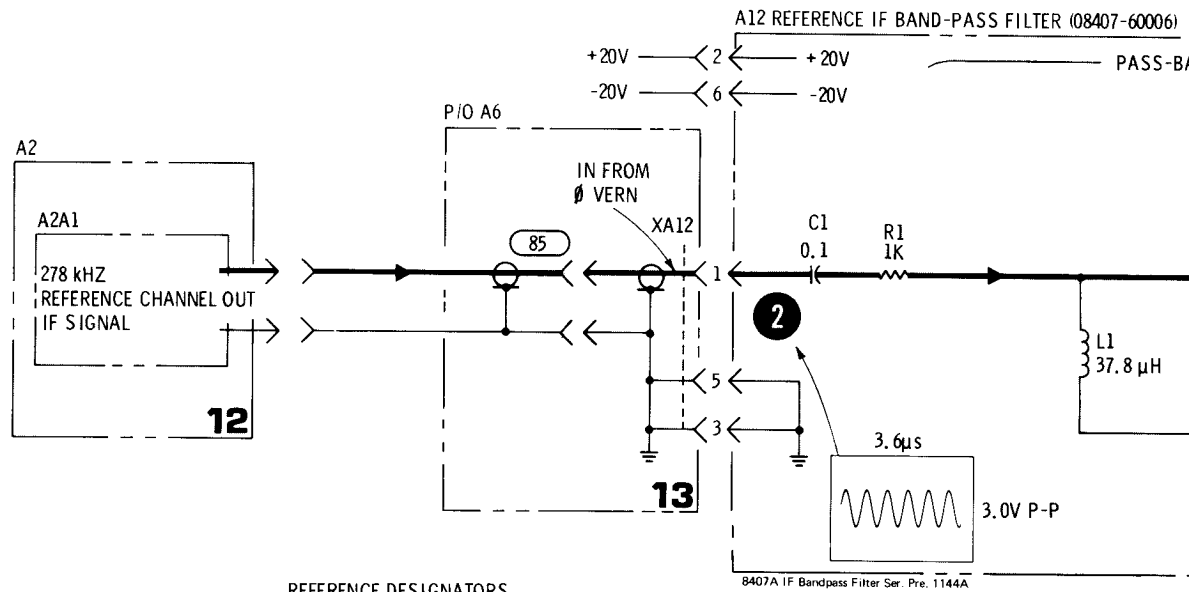 A12 REFERENCE IF BAND-PASS FILTER (08407-60006)
+20V 2 +20V
PASS-BA
-20V 6 -20V
P/O A6
A2
IN FROM
Ø VERN
A2A1
XA12
C1
0.1
R1
1K
85
278 kHZ
REFERENCE CHANNEL OUT
IF SIGNAL
1
2
L1
37.8 µH
5
12
3
3.6µs
13
3.0V P-P
8407A IF Bandpass Filter Ser. Pre. 1144A
REFERENCE DESIGNATORS